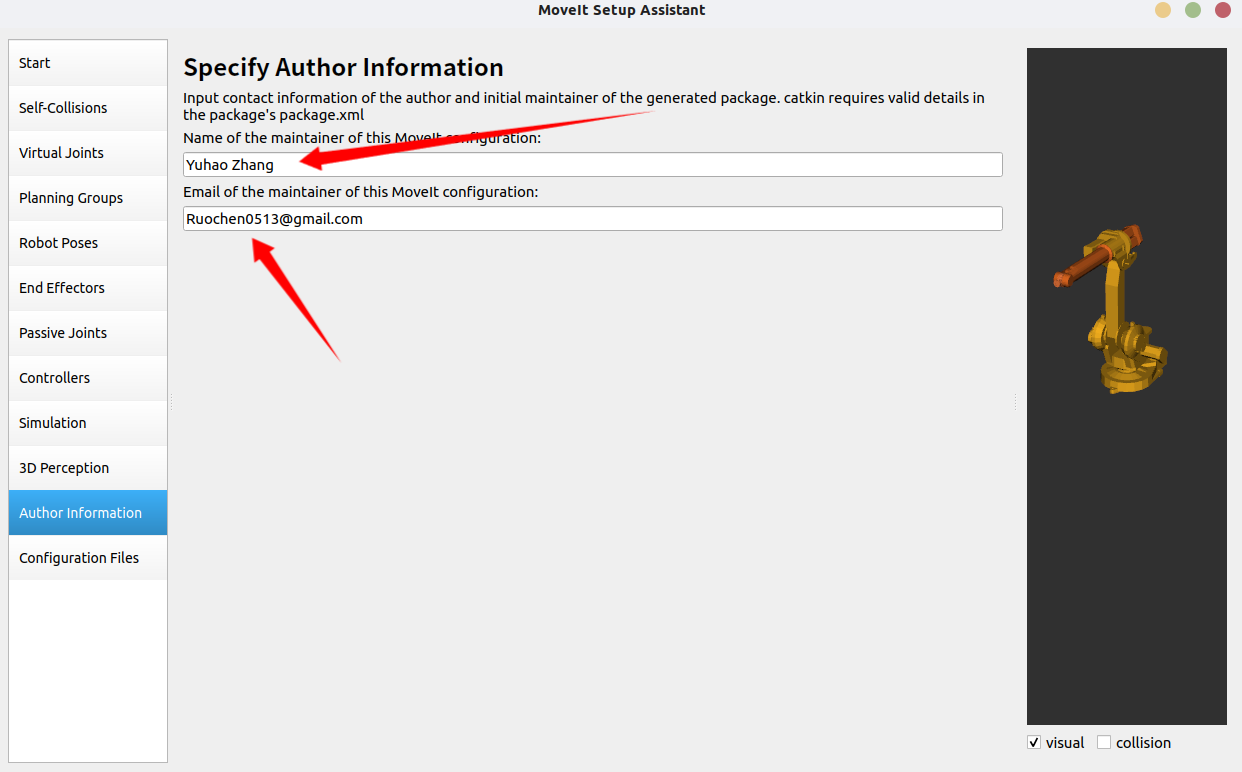 MoveIt Setup Assistant
Start
Self-Collisions
Virtual Joints
Planning Groups
Robot Poses
End Effectors
Passive Joints
Controllers
Simulation
3D Perception
Author Information
Configuration Files
Specify Author Information
Input contact information of the author and initial maintainer of the generated package. catkin requires valid details in
the package's package.xml
Name of the maintainer of this MoveIt configuration:
Yuhao Zhang
Email of the maintainer of this MoveIt configuration:
Ruochen0513@gmail.com
visual
collision